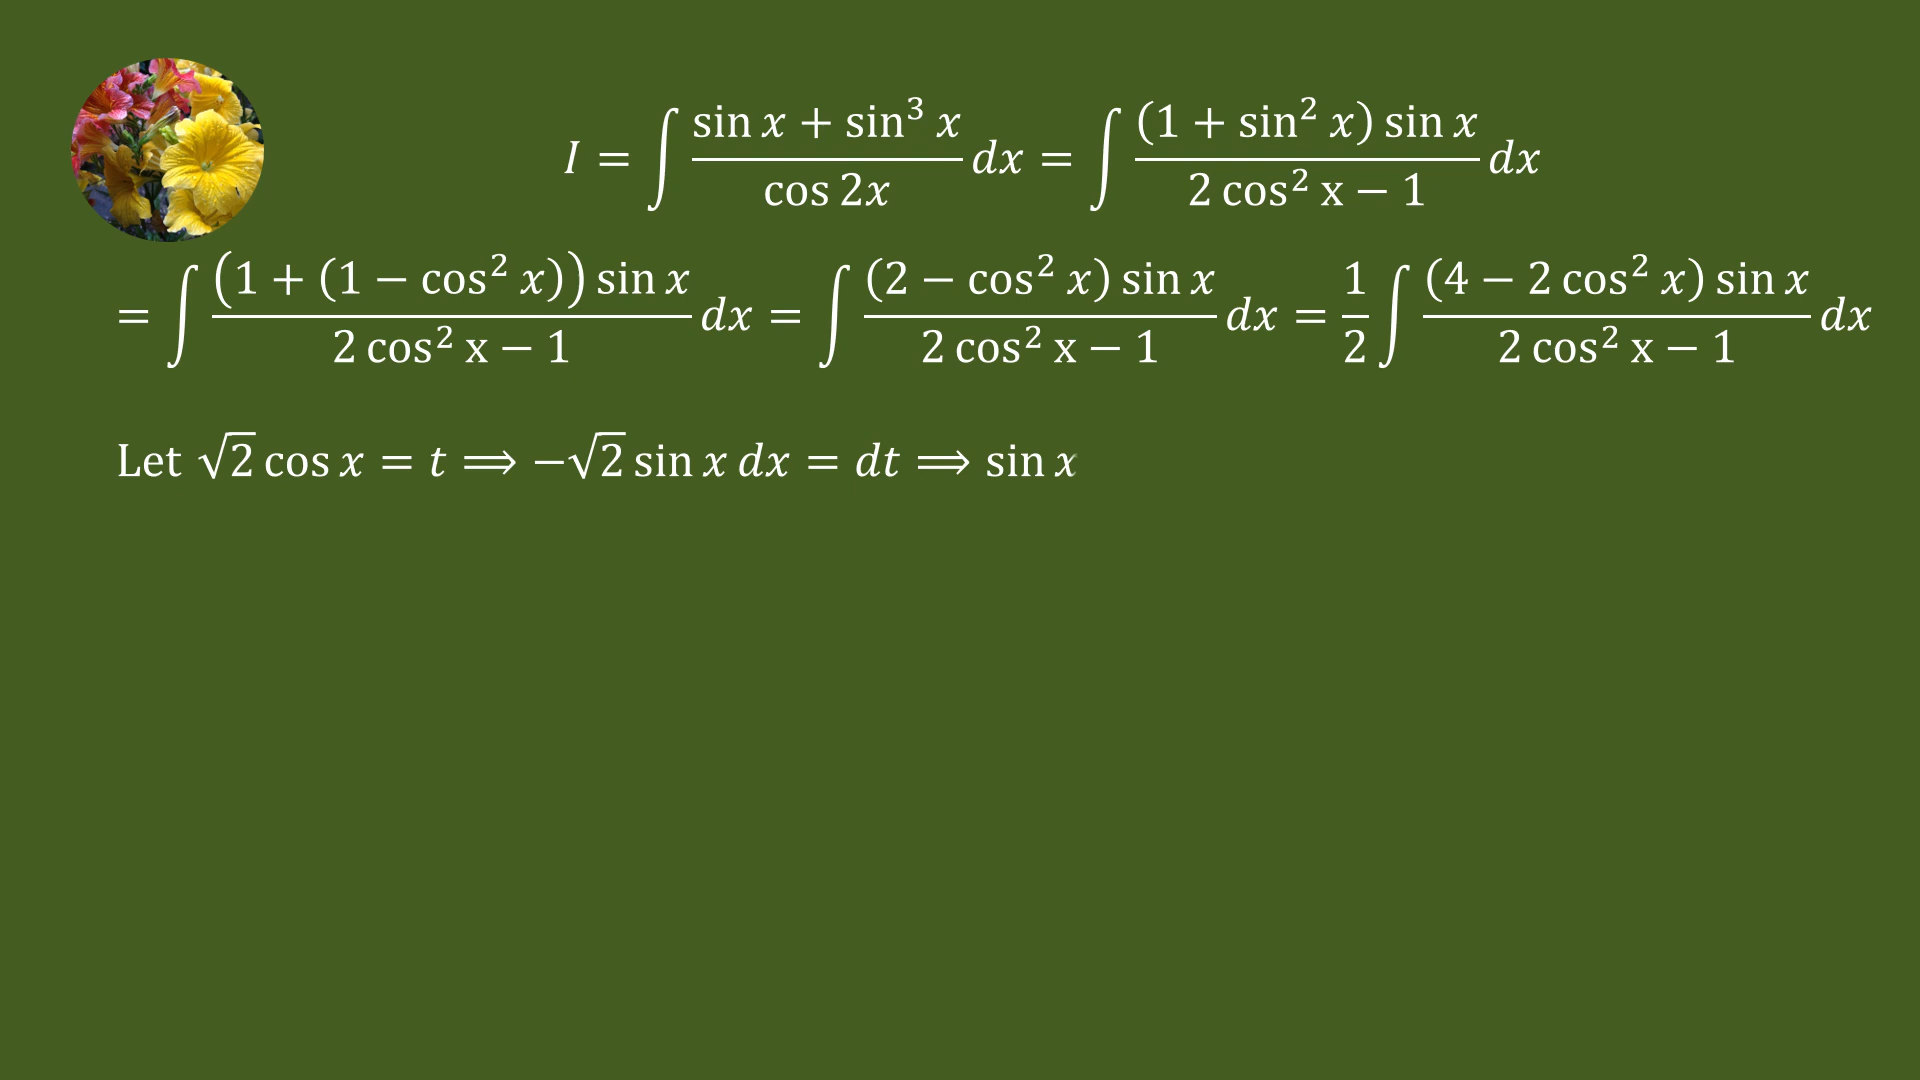 I = ∫ (sin x + sin³ x)/(cos 2x) dx = ∫ ((1 + sin² x) sin x)/(2 cos² x − 1) dx
= ∫ ((1 + (1 − cos² x)) sin x)/(2 cos² x − 1) dx = ∫ ((2 − cos² x) sin x)/(2 cos² x − 1) dx = 1/2 ∫ ((4 − 2 cos² x) sin x)/(2 cos² x − 1) dx
Let √2 cos x = t ⟹ −√2 sin x dx = dt ⟹ sin x